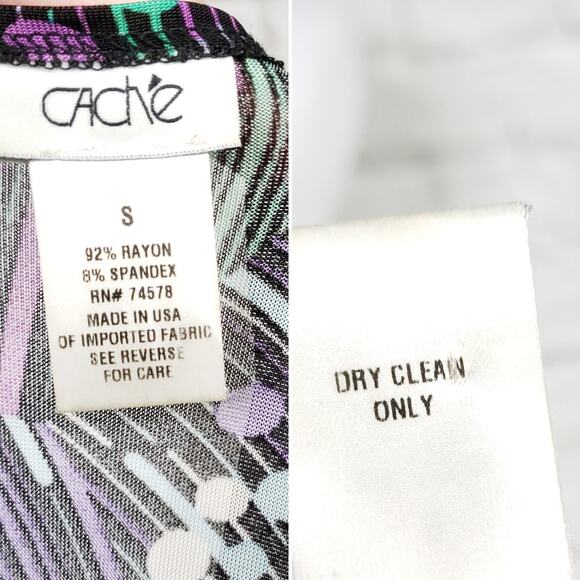 CACHÉ
S
92% RAYON
8% SPANDEX
RN# 74578
MADE IN USA
OF IMPORTED FABRIC
SEE REVERSE
FOR CARE
DRY CLEAN
ONLY